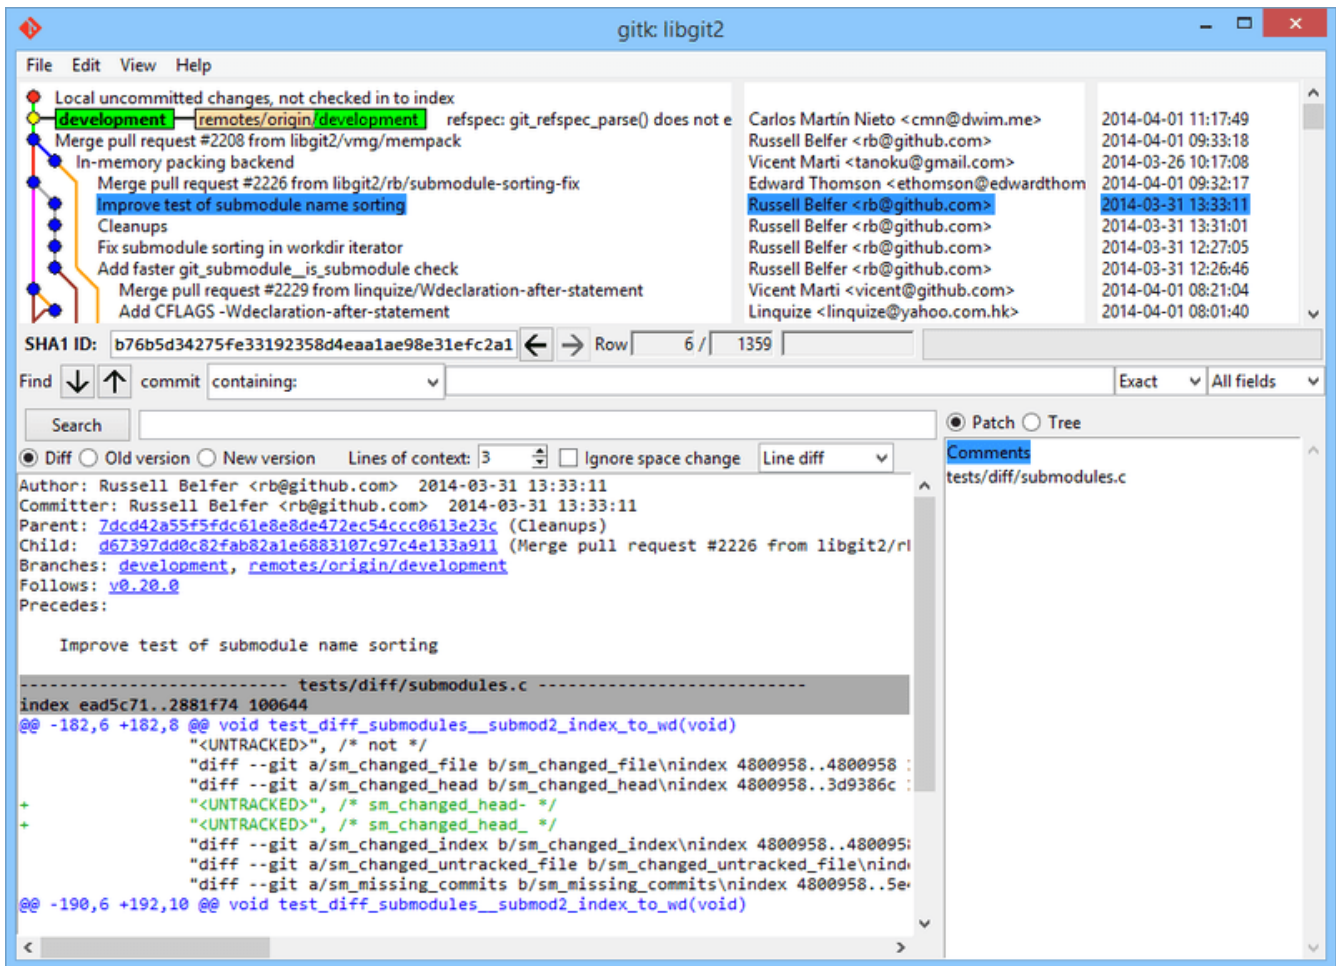 gitk: libgit2
File Edit View Help
Local uncommitted changes, not checked in to index
development remotes/origin/development refspec: git_refspec_parse() does not e Carlos Martín Nieto <cmn@dwim.me> 2014-04-01 11:17:49
Merge pull request #2208 from libgit2/vmg/mempack Russell Belfer <rb@github.com> 2014-04-01 09:33:18
In-memory packing backend Vicent Marti <tanoku@gmail.com> 2014-03-26 10:17:08
Merge pull request #2226 from libgit2/rb/submodule-sorting-fix Edward Thomson <ethomson@edwardthom 2014-04-01 09:32:17
Improve test of submodule name sorting Russell Belfer <rb@github.com> 2014-03-31 13:33:11
Cleanups Russell Belfer <rb@github.com> 2014-03-31 13:31:01
Fix submodule sorting in workdir iterator Russell Belfer <rb@github.com> 2014-03-31 12:27:05
Add faster git_submodule__is_submodule check Russell Belfer <rb@github.com> 2014-03-31 12:26:46
Merge pull request #2229 from linquize/Wdeclaration-after-statement Vicent Marti <vicent@github.com> 2014-04-01 08:21:04
Add CFLAGS -Wdeclaration-after-statement Linquize <linquize@yahoo.com.hk> 2014-04-01 08:01:40
SHA1 ID: b76b5d34275fe33192358d4eaa1ae98e31efc2a1 Row 6 / 1359
Find commit containing: Exact All fields
Search Patch Tree
Diff Old version New version Lines of context: 3 Ignore space change Line diff
Comments
tests/diff/submodules.c
Author: Russell Belfer <rb@github.com> 2014-03-31 13:33:11
Committer: Russell Belfer <rb@github.com> 2014-03-31 13:33:11
Parent: 7dcd42a55f5fdc61e8e8de472ec54ccc0613e23c (Cleanups)
Child: d67397dd0c82fab82a1e6883107c97c4e133a911 (Merge pull request #2226 from libgit2/r
Branches: development, remotes/origin/development
Follows: v0.20.0
Precedes:
Improve test of submodule name sorting
---------------------------- tests/diff/submodules.c ----------------------------
index ead5c71..2881f74 100644
@@ -182,6 +182,8 @@ void test_diff_submodules__submod2_index_to_wd(void)
"<UNTRACKED>", /* not */
"diff --git a/sm_changed_file b/sm_changed_file\nindex 4800958..4800958
"diff --git a/sm_changed_head b/sm_changed_head\nindex 4800958..3d9386c
+ "<UNTRACKED>", /* sm_changed_head- */
+ "<UNTRACKED>", /* sm_changed_head_ */
"diff --git a/sm_changed_index b/sm_changed_index\nindex 4800958..480095
"diff --git a/sm_changed_untracked_file b/sm_changed_untracked_file\nind
"diff --git a/sm_missing_commits b/sm_missing_commits\nindex 4800958..5e
@@ -190,6 +192,10 @@ void test_diff_submodules__submod2_index_to_wd(void)